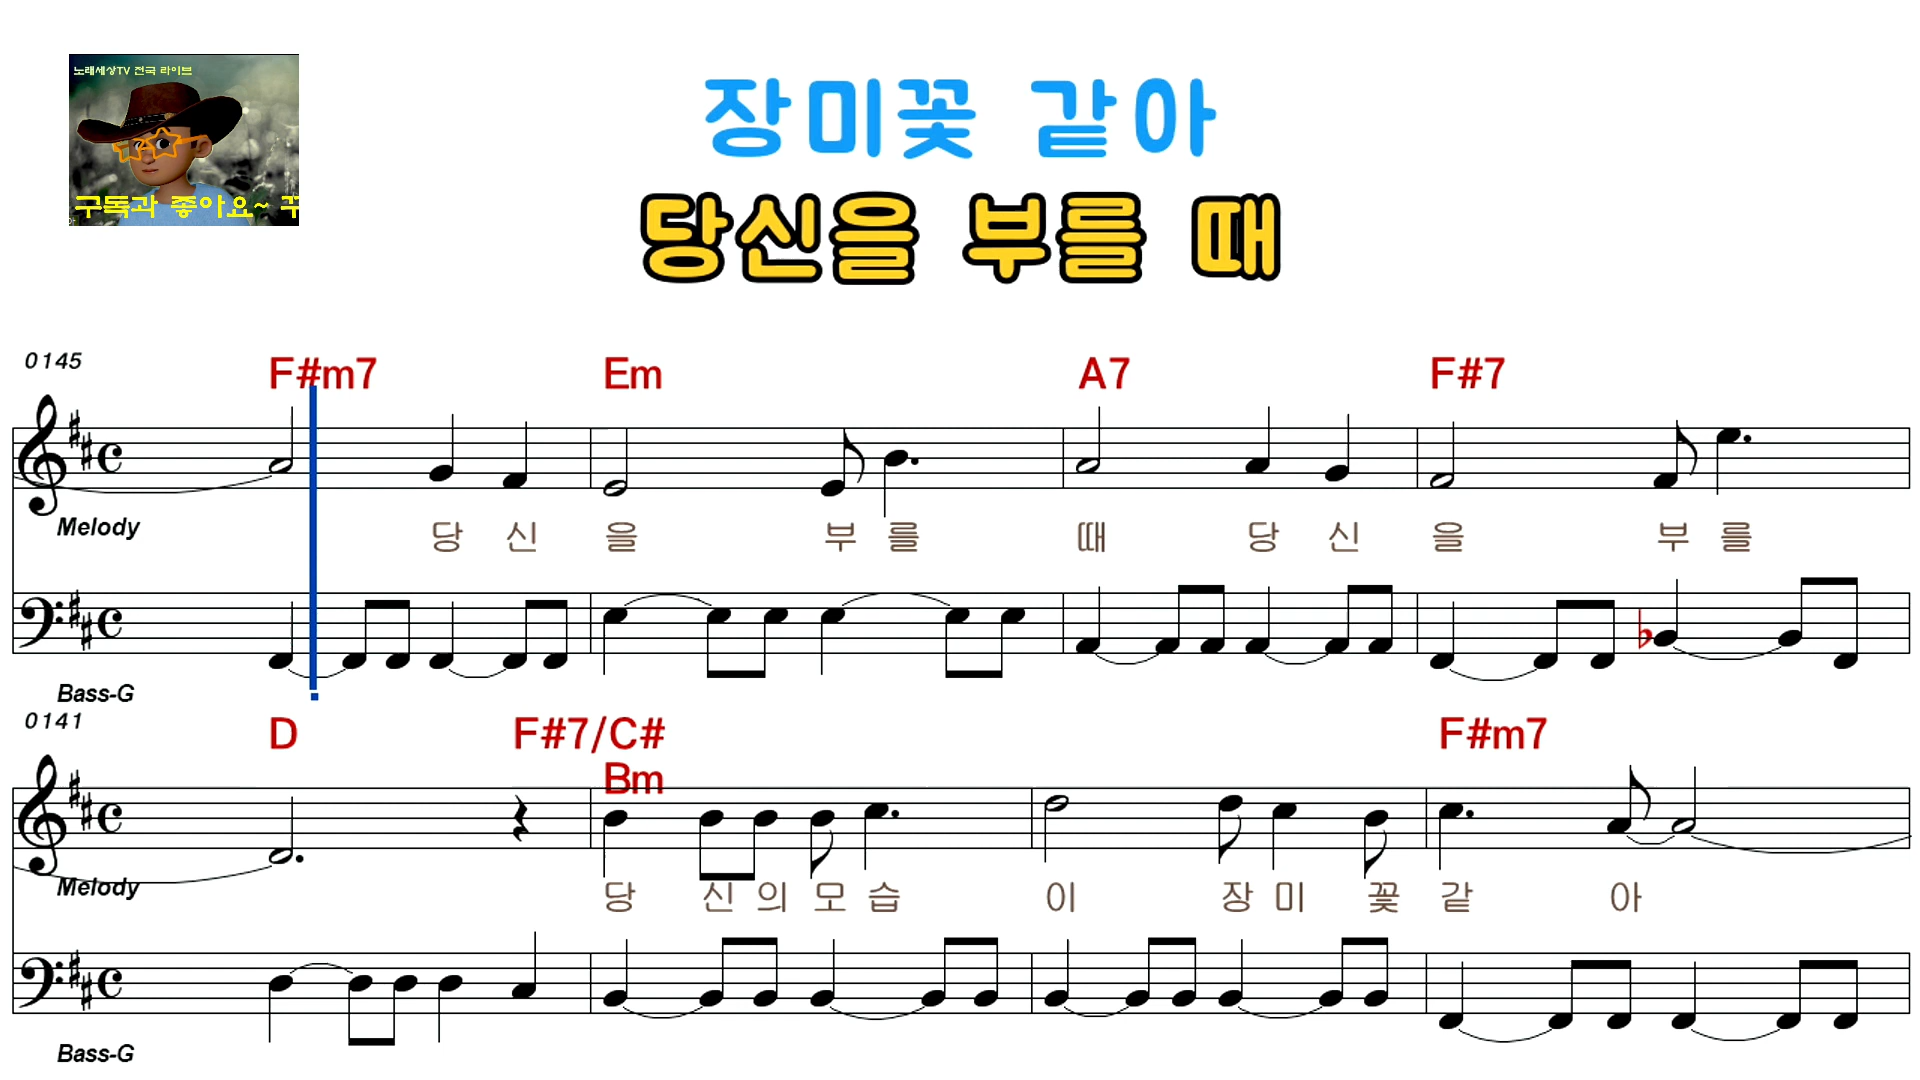 노래세상TV 전국 라이브
구독과 좋아요~ 꾸
장미꽃 같아
당신을 부를 때
0145
F#m7 Em A7 F#7
Melody
당 신 을 부 를 때 당 신 을 부 를
Bass-G
0141
D F#7/C# F#m7
Bm
Melody
당 신 의 모 습 이 장 미 꽃 같 아
Bass-G